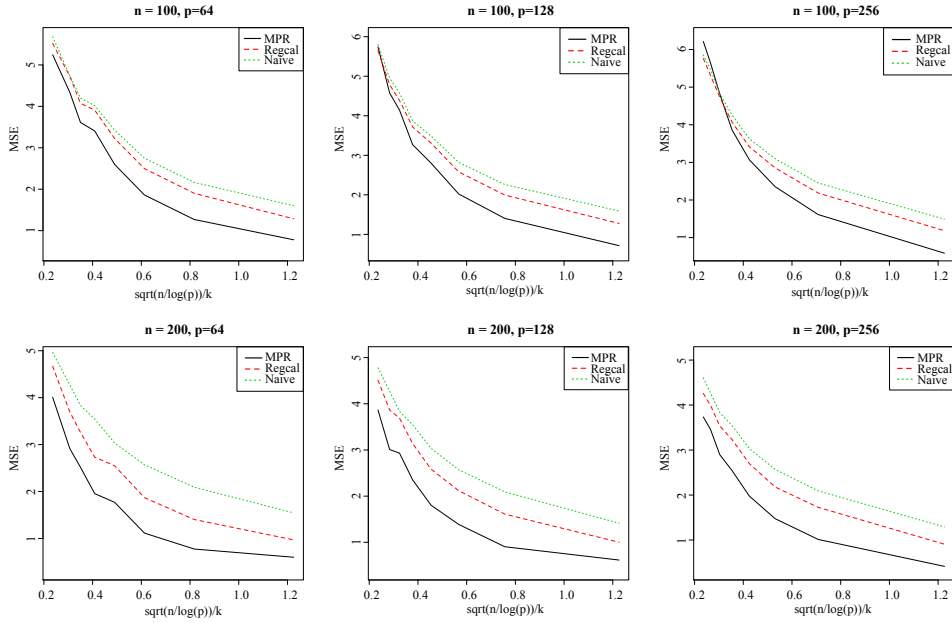 n = 100, p=64
n = 100, p=128
n = 100, p=256
MSE
1 2 3 4 5
MPR
Regcal
Naive
0.2 0.4 0.6 0.8 1.0 1.2
sqrt(n/log(p))/k
MSE
1 2 3 4 5 6
MPR
Regcal
Naive
0.2 0.4 0.6 0.8 1.0 1.2
sqrt(n/log(p))/k
MSE
1 2 3 4 5 6
MPR
Regcal
Naive
0.2 0.4 0.6 0.8 1.0 1.2
sqrt(n/log(p))/k
n = 200, p=64
n = 200, p=128
n = 200, p=256
MSE
1 2 3 4 5
MPR
Regcal
Naïve
0.2 0.4 0.6 0.8 1.0 1.2
sqrt(n/log(p))/k
MSE
1 2 3 4 5
MPR
Regcal
Naïve
0.2 0.4 0.6 0.8 1.0 1.2
sqrt(n/log(p))/k
MSE
1 2 3 4 5
MPR
Regcal
Naïve
0.2 0.4 0.6 0.8 1.0 1.2
sqrt(n/log(p))/k